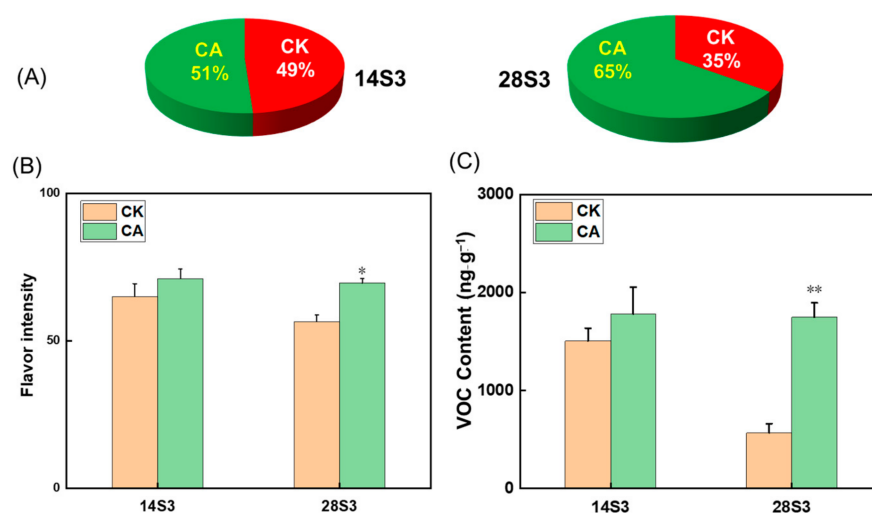 (A)
CA
51%
CK
49%
14S3
28S3
CA
65%
CK
35%
(B)
100
50
0
Flavor intensity
CK
CA
*
14S3
28S3
(C)
3000
2000
1000
0
VOC Content (ng·g⁻¹)
CK
CA
**
14S3
28S3